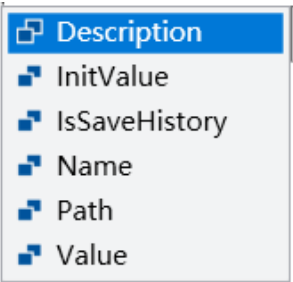 Description
InitValue
IsSaveHistory
Name
Path
Value